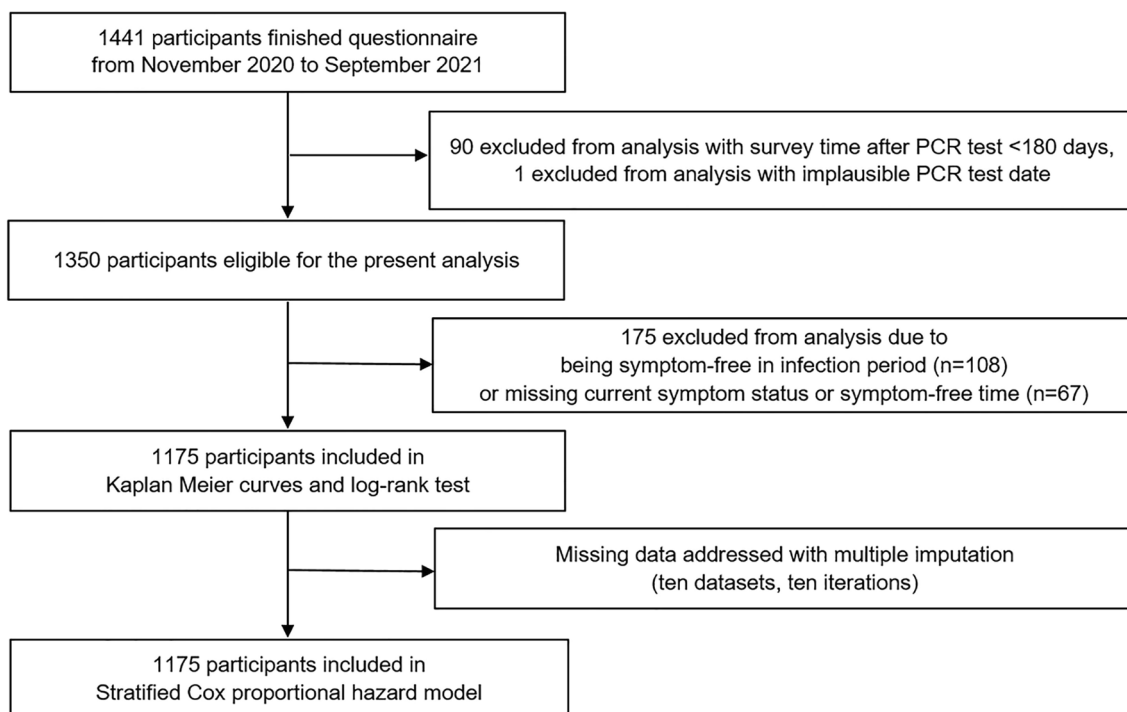 1441 participants finished questionnaire
from November 2020 to September 2021
90 excluded from analysis with survey time after PCR test <180 days,
1 excluded from analysis with implausible PCR test date
1350 participants eligible for the present analysis
175 excluded from analysis due to
being symptom-free in infection period (n=108)
or missing current symptom status or symptom-free time (n=67)
1175 participants included in
Kaplan Meier curves and log-rank test
Missing data addressed with multiple imputation
(ten datasets, ten iterations)
1175 participants included in
Stratified Cox proportional hazard model